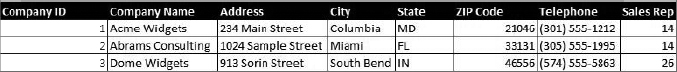 Company ID Company Name Address City State ZIP Code Telephone Sales Rep
1 Acme Widgets 234 Main Street Columbia MD 21046 (301) 555-1212 14
2 Abrams Consulting 1024 Sample Street Miami FL 33131 (305) 555-1995 14
3 Dome Widgets 913 Sorin Street South Bend IN 46556 (574) 555-5863 26